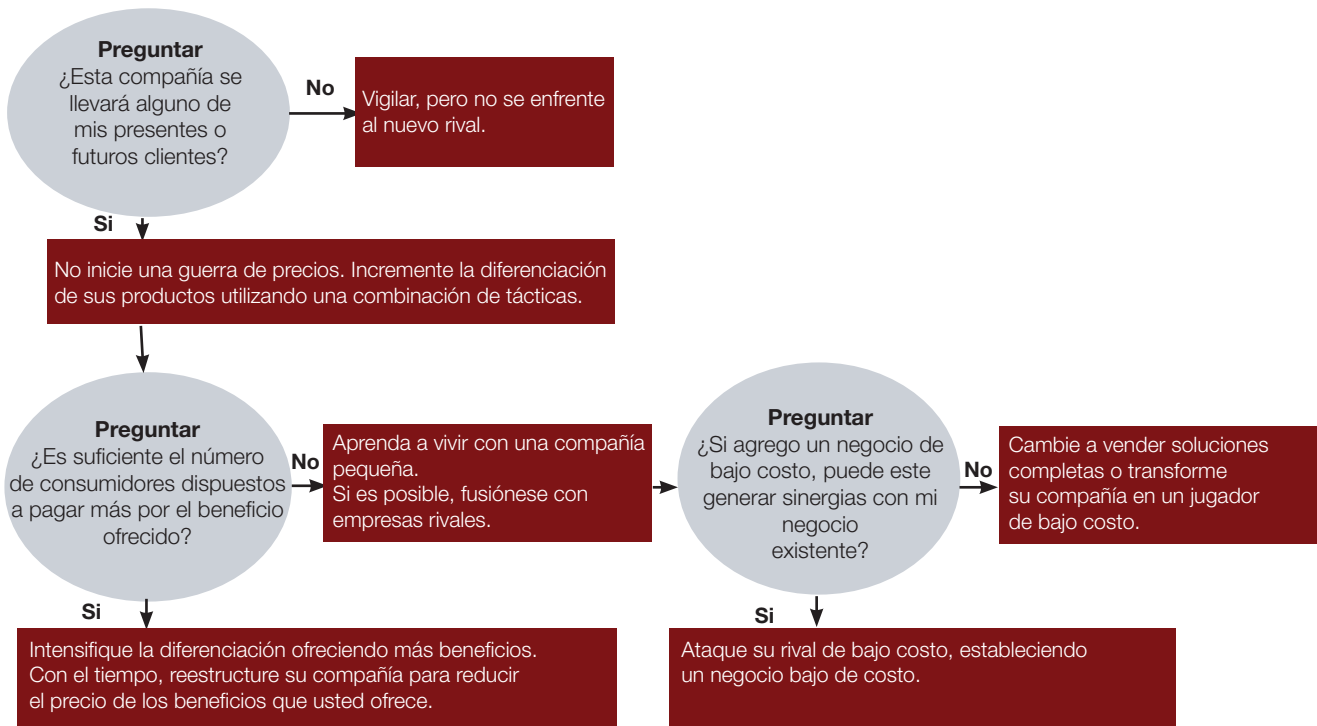 Preguntar
¿Esta compañía se
llevará alguno de
mis presentes o
futuros clientes?
No
Vigilar, pero no se enfrente
al nuevo rival.
Si
No inicie una guerra de precios. Incremente la diferenciación
de sus productos utilizando una combinación de tácticas.
Preguntar
¿Es suficiente el número
de consumidores dispuestos
a pagar más por el beneficio
ofrecido?
No
Aprenda a vivir con una compañía
pequeña.
Si es posible, fusiónese con
empresas rivales.
Preguntar
¿Si agrego un negocio de
bajo costo, puede este
generar sinergias con mi
negocio
existente?
No
Cambie a vender soluciones
completas o transforme
su compañía en un jugador
de bajo costo.
Si
Intensifique la diferenciación ofreciendo más beneficios.
Con el tiempo, reestructure su compañía para reducir
el precio de los beneficios que usted ofrece.
Si
Ataque su rival de bajo costo, estableciendo
un negocio bajo de costo.